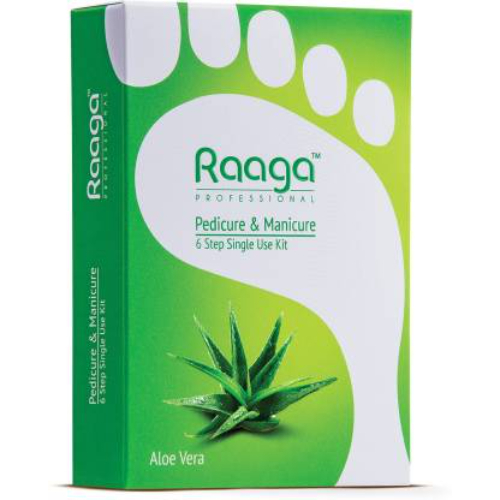 Raaga™
PROFESSIONAL
Pedicure & Manicure
6 Step Single Use Kit
Aloe Vera
Raaga™
PROFESSIONAL
Pedicure & Manicure
6 Step Single Use Kit